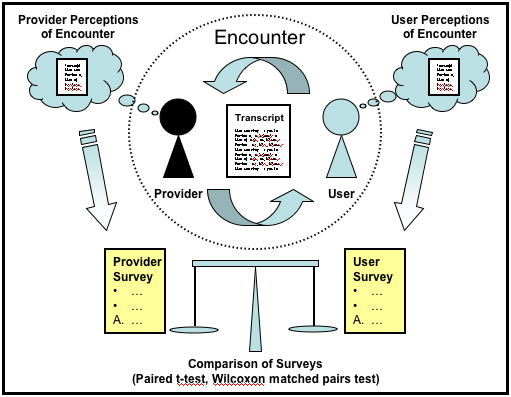 Provider Perceptions
of Encounter
User Perceptions
of Encounter
Encounter
Transcript
Provider
User
Provider
Survey
• ...
• ...
A. ...
User
Survey
• ...
• ...
A. ...
Comparison of Surveys
(Paired t-test, Wilcoxon matched pairs test)